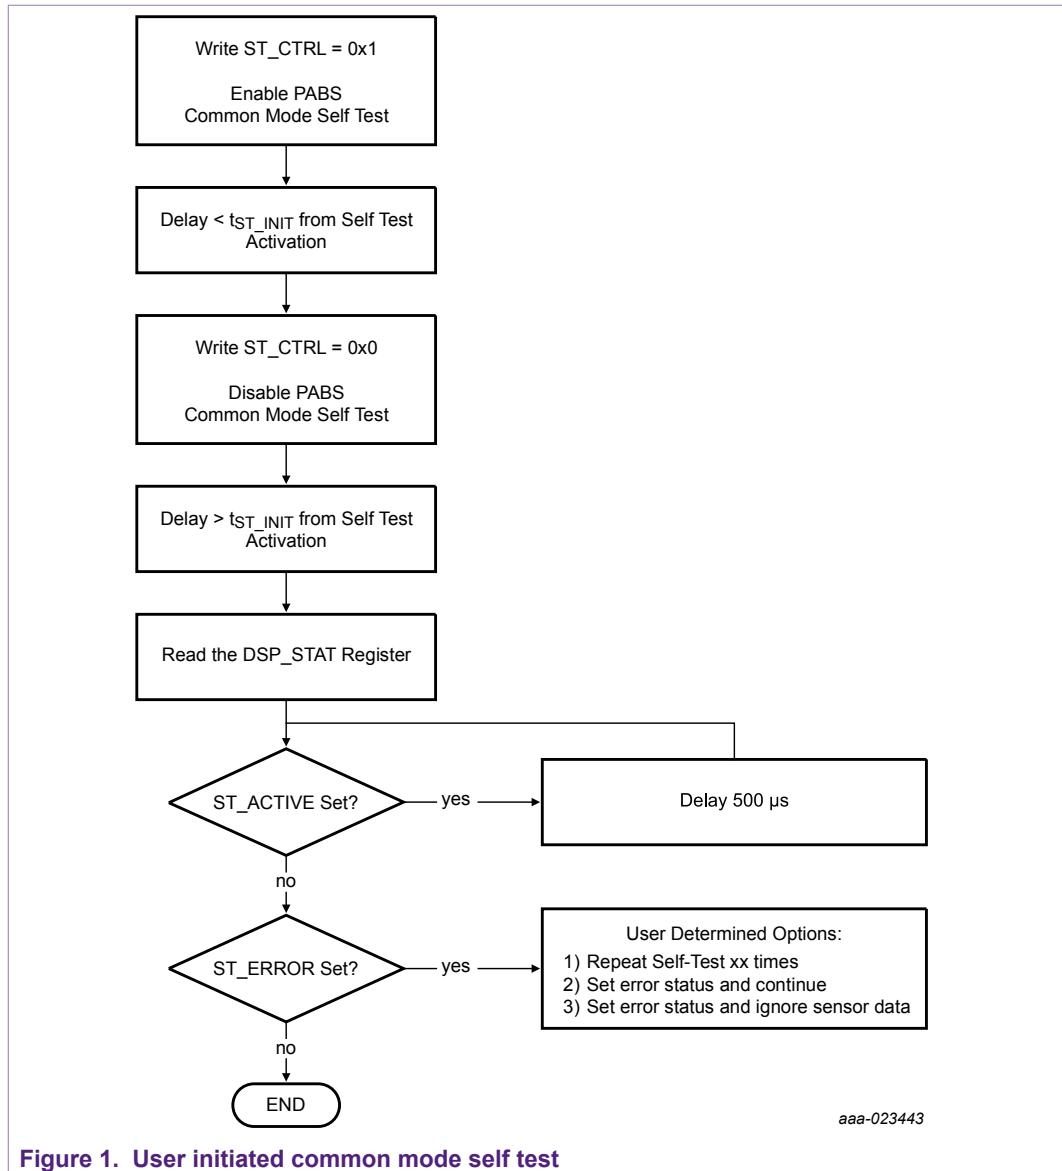 Write ST_CTRL = 0x1
Enable PABS
Common Mode Self Test
Delay < tST_INIT from Self Test
Activation
Write ST_CTRL = 0x0
Disable PABS
Common Mode Self Test
Delay > tST_INIT from Self Test
Activation
Read the DSP_STAT Register
ST_ACTIVE Set?
yes
Delay 500 µs
no
ST_ERROR Set?
yes
User Determined Options:
1) Repeat Self-Test xx times
2) Set error status and continue
3) Set error status and ignore sensor data
no
END
aaa-023443
Figure 1. User initiated common mode self test